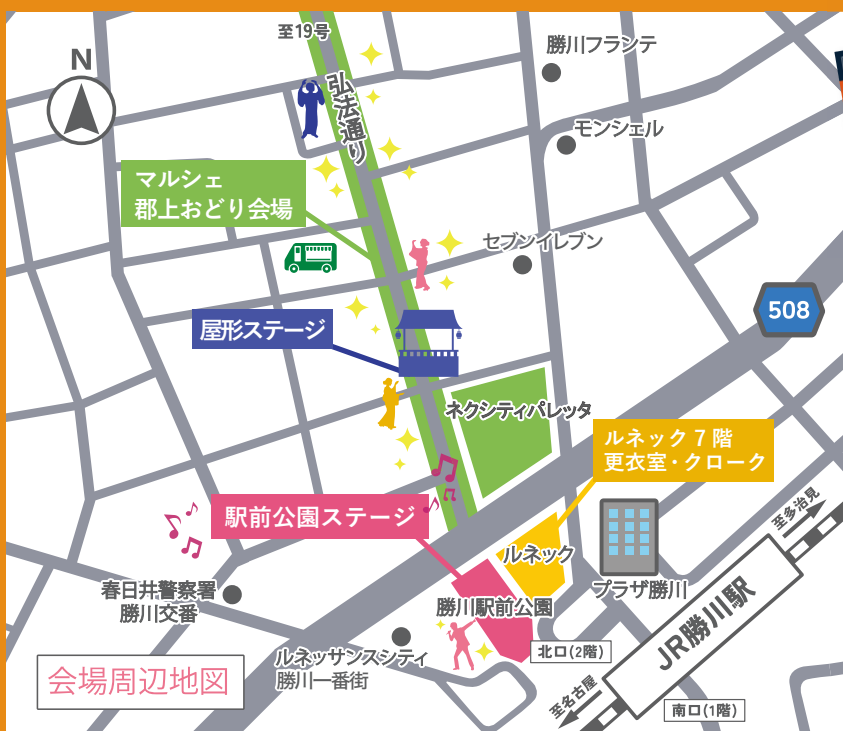 至19号
N
勝川フランテ
弘法通り
モンシェル
マルシェ
郡上おどり会場
セブンイレブン
508
屋形ステージ
ネクシティパレッタ
ルネック7階
更衣室・クローク
駅前公園ステージ
至多治見
ルネック
春日井警察署
勝川交番
プラザ勝川
勝川駅前公園
JR勝川駅
北口(2階)
ルネッサンスシティ
勝川一番街
会場周辺地図
至名古屋
南口(1階)